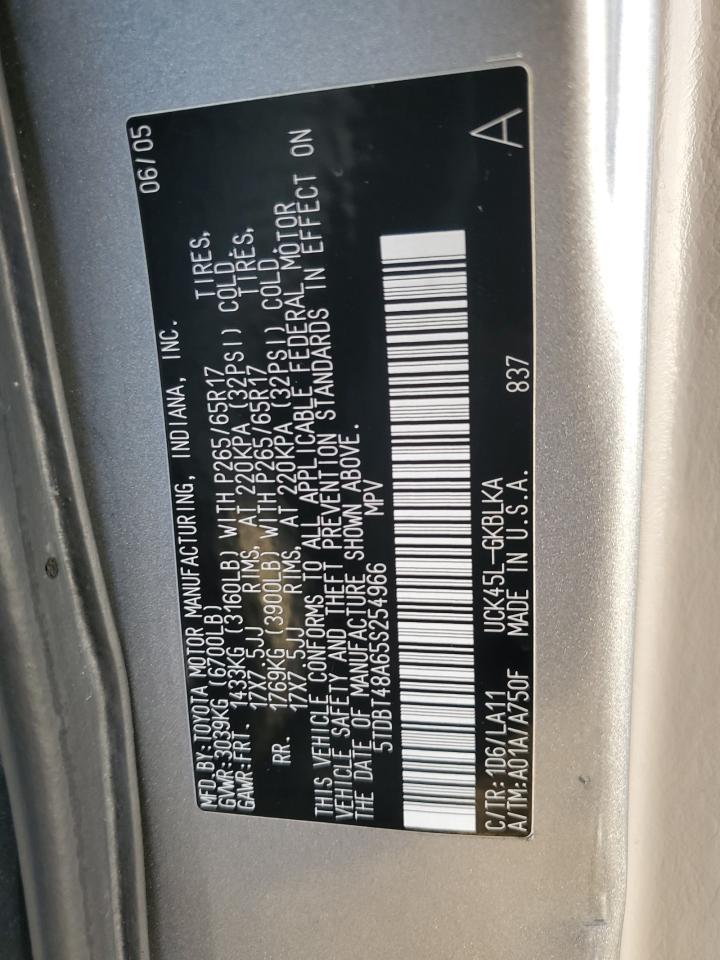 MFD. BY: TOYOTA MOTOR MANUFACTURING, INDIANA, INC. 06/05
GVWR: 3039KG (6700LB)
GAWR: FRT. 1433KG (3160LB) WITH P265/65R17 TIRES,
17X7.5JJ RIMS, AT 220KPA (32PSI) COLD.
RR. 1769KG (3900LB) WITH P265/65R17 TIRES,
17X7.5JJ RIMS, AT 220KPA (32PSI) COLD.
THIS VEHICLE CONFORMS TO ALL APPLICABLE FEDERAL MOTOR
VEHICLE SAFETY AND THEFT PREVENTION STANDARDS IN EFFECT ON
THE DATE OF MANUFACTURE SHOWN ABOVE.
5TDBT48A65S254966 MPV
C/TR: 1D6/LA11 UCK45L-GKBLKA
A/TM: A01A/A750F MADE IN U.S.A. 837 A